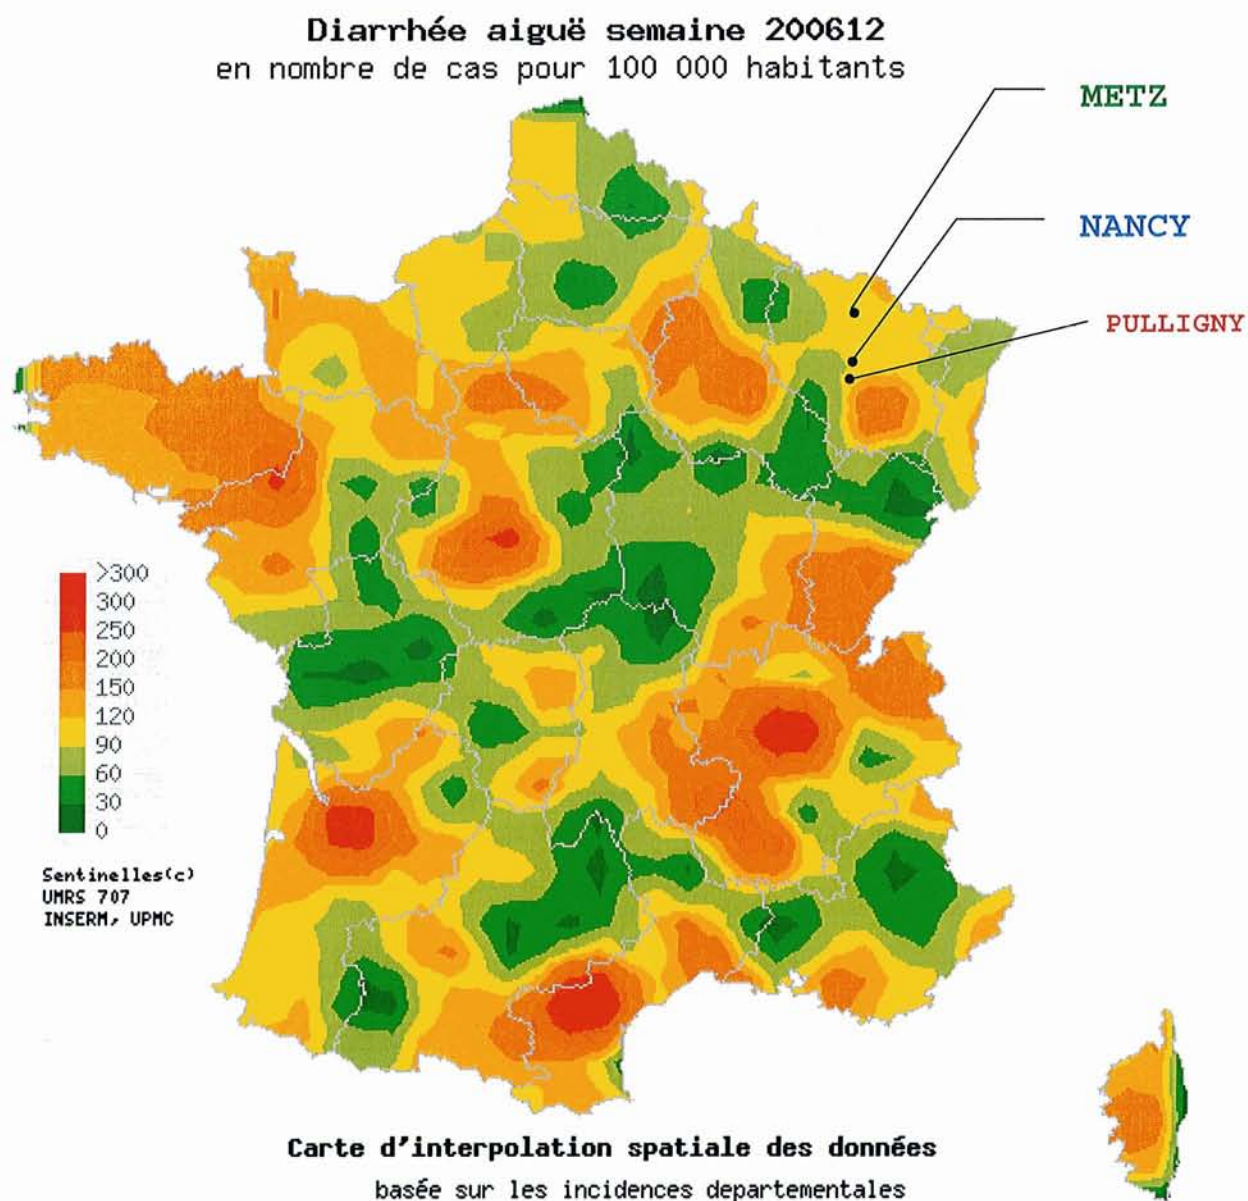 Diarrhée aiguë semaine 200612
en nombre de cas pour 100 000 habitants
METZ
NANCY
PULLIGNY
>300
300
250
200
150
120
90
60
30
0
Sentinelles(c)
UMRS 707
INSERM, UPMC
Carte d'interpolation spatiale des données
basée sur les incidences departementales